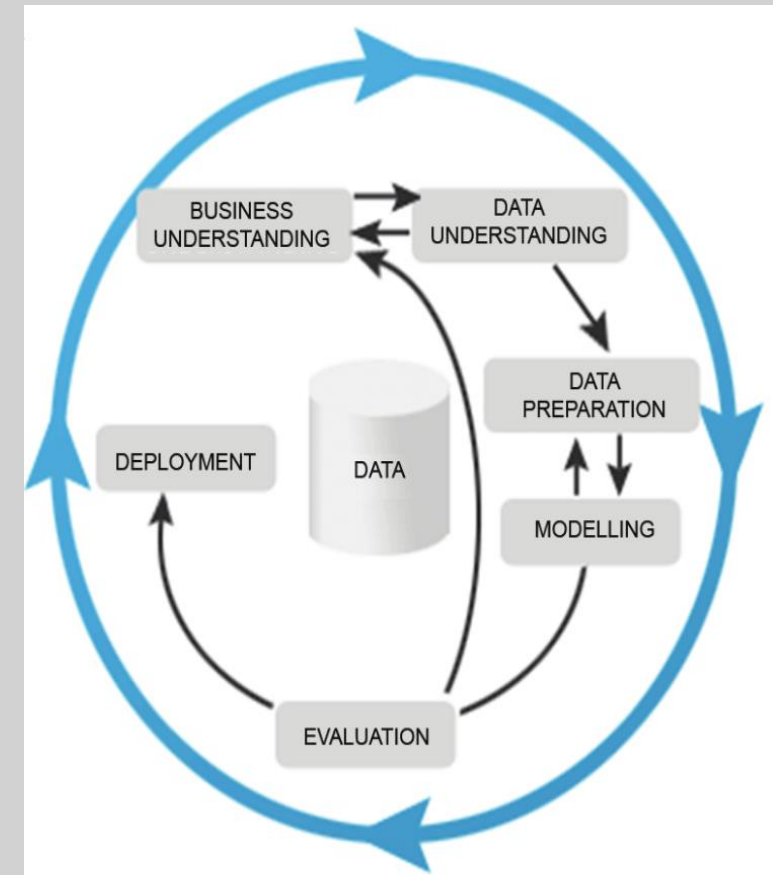 BUSINESS
UNDERSTANDING
DATA
UNDERSTANDING
DATA
PREPARATION
DEPLOYMENT
DATA
MODELLING
EVALUATION